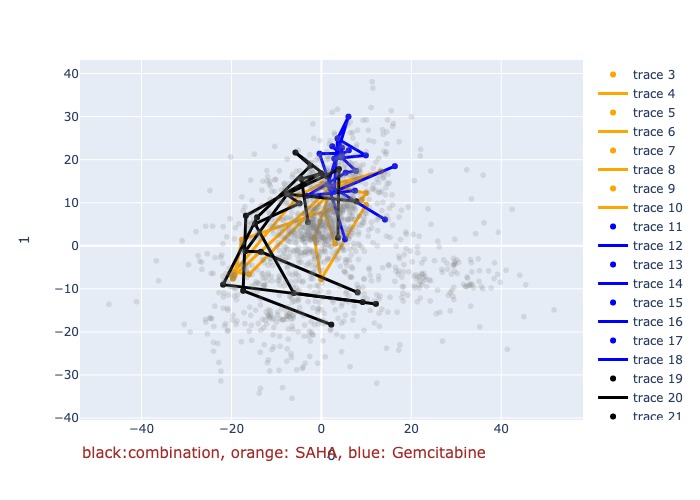 40
30
20
10
0
−10
−20
−30
−40
1
−40
−20
0
20
40
0
black:combination, orange: SAHA, blue: Gemcitabine
trace 3
trace 4
trace 5
trace 6
trace 7
trace 8
trace 9
trace 10
trace 11
trace 12
trace 13
trace 14
trace 15
trace 16
trace 17
trace 18
trace 19
trace 20
trace 21